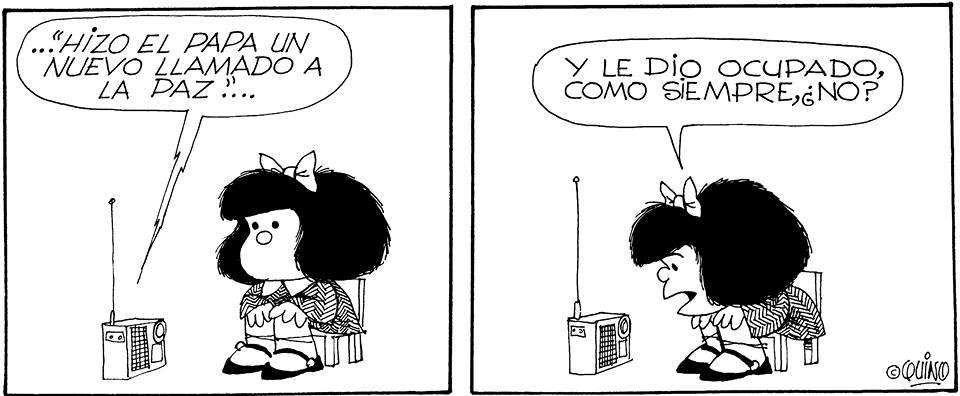 ..."HIZO EL PAPA UN
NUEVO LLAMADO A
LA PAZ"...
Y LE DIO OCUPADO,
COMO SIEMPRE, ¿NO?
© QUINO